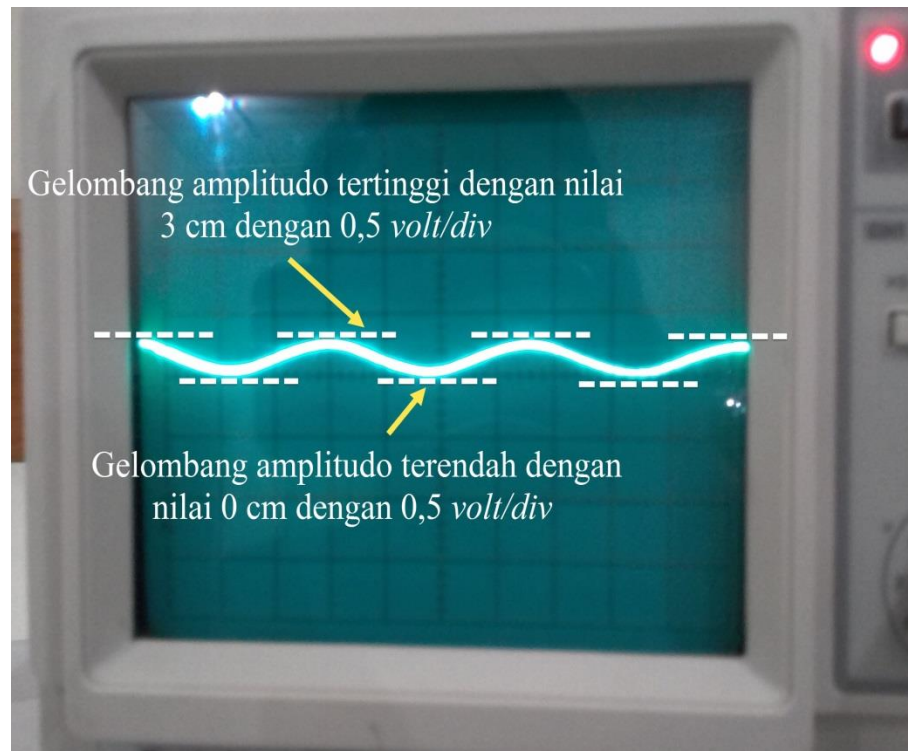 Gelombang amplitudo tertinggi dengan nilai
3 cm dengan 0,5 volt/div
Gelombang amplitudo terendah dengan
nilai 0 cm dengan 0,5 volt/div